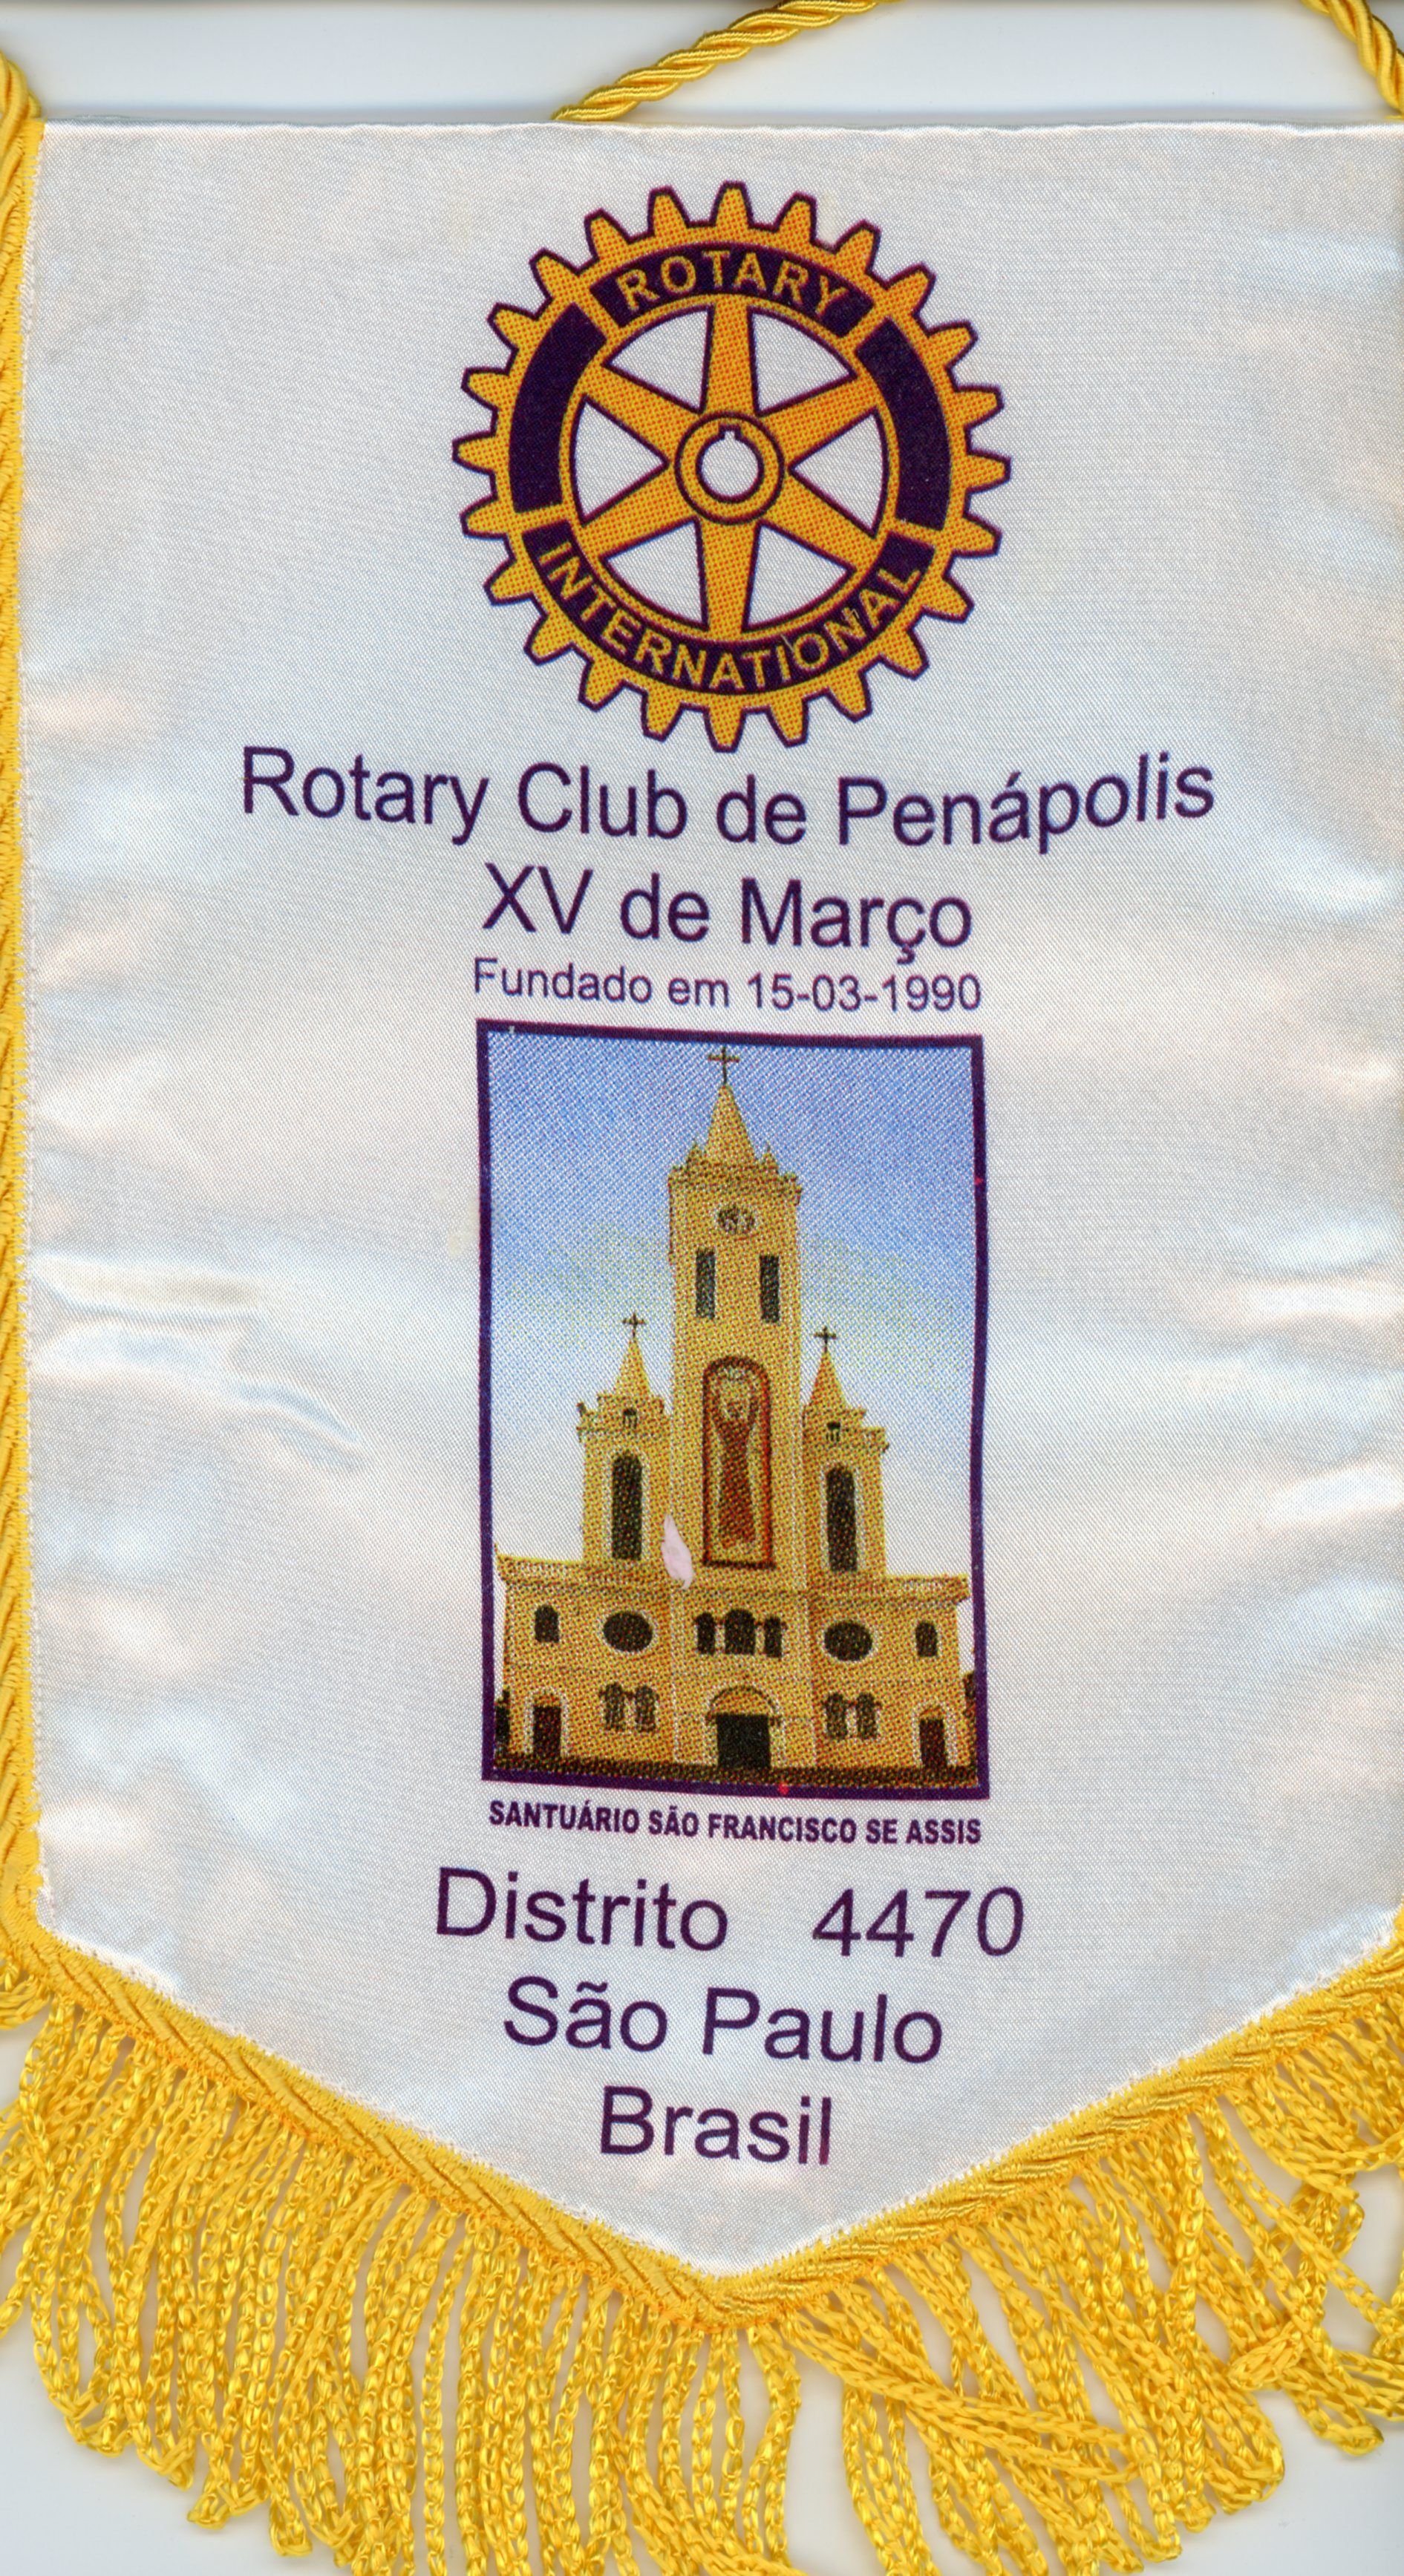 ROTARY
INTERNATIONAL
Rotary Club de Penápolis
XV de Março
Fundado em 15-03-1990
SANTUÁRIO SÃO FRANCISCO SE ASSIS
Distrito 4470
São Paulo
Brasil